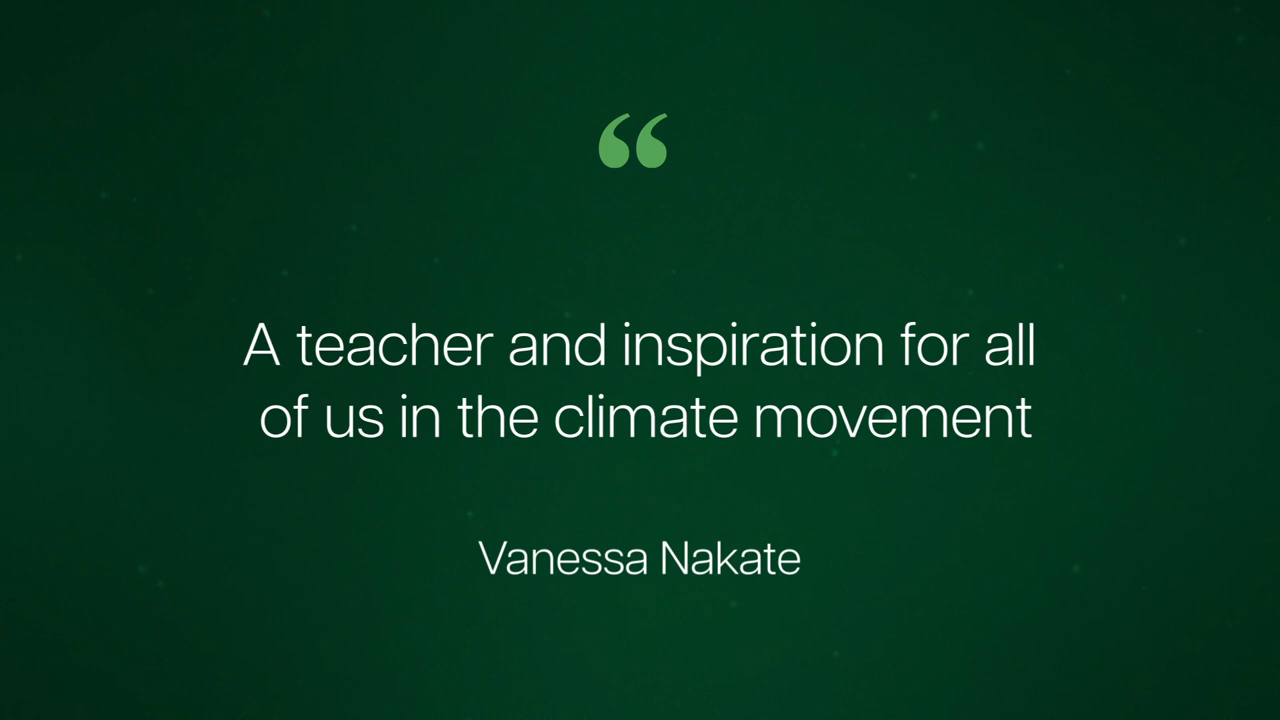 “
A teacher and inspiration for all
of us in the climate movement
Vanessa Nakate